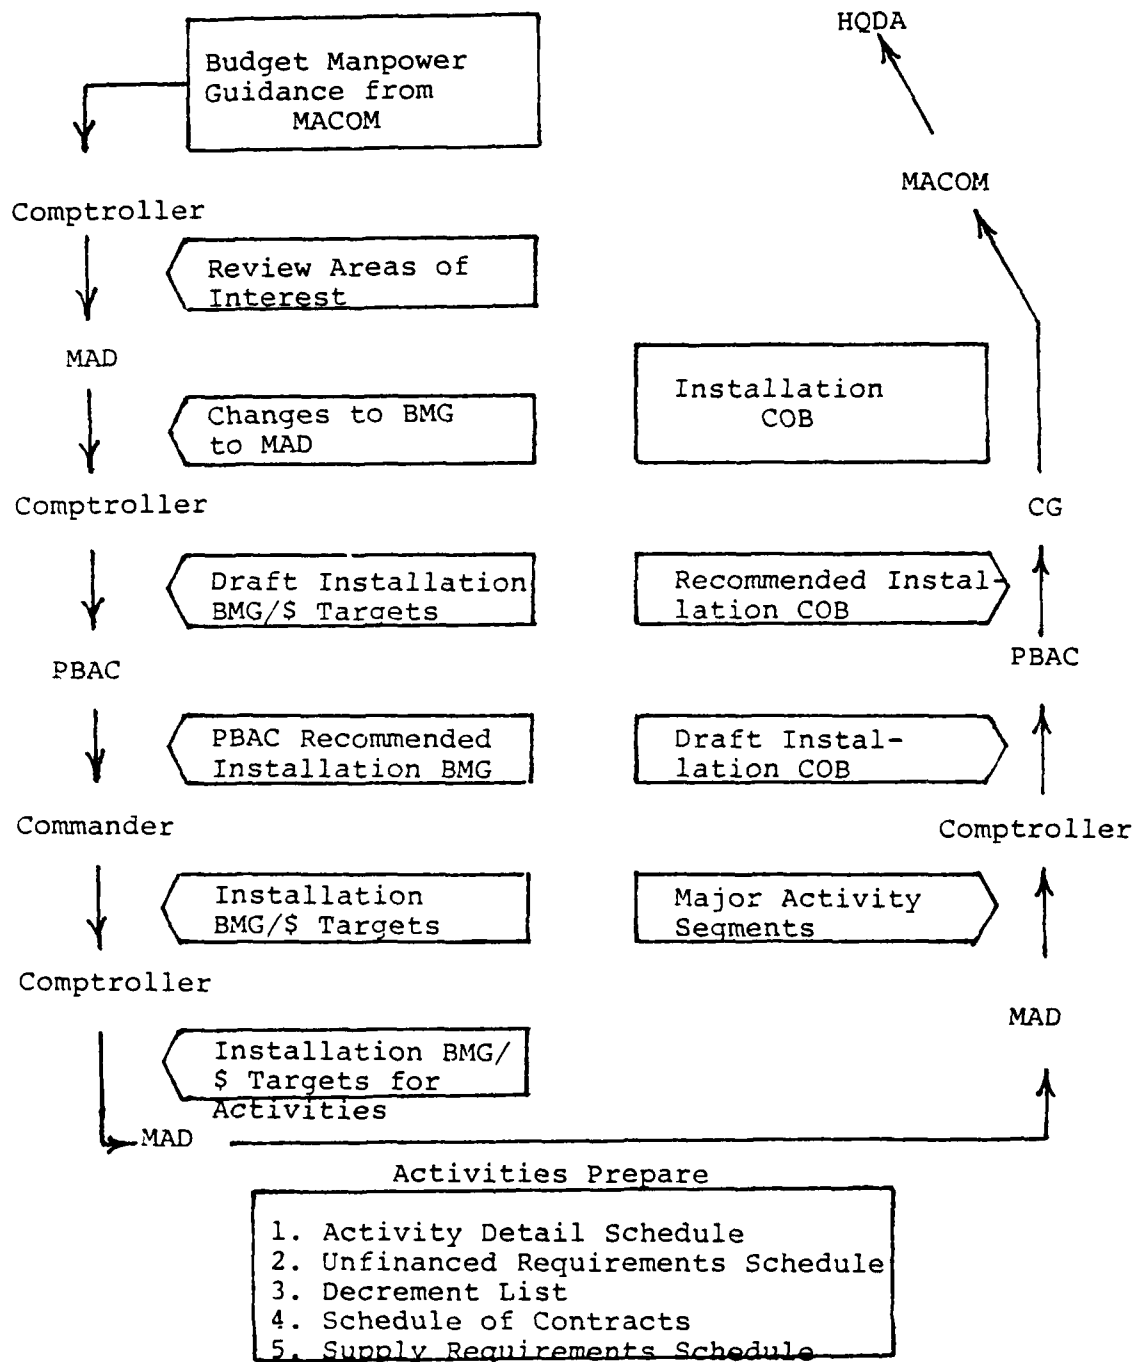 Budget Manpower
Guidance from
MACOM
Comptroller
Review Areas of
Interest
MAD
Changes to BMG
to MAD
Comptroller
Draft Installation
BMG/$ Targets
PBAC
PBAC Recommended
Installation BMG
Commander
Installation
BMG/$ Targets
Comptroller
Installation BMG/
$ Targets for
Activities
MAD
HQDA
MACOM
Installation
COB
CG
Recommended Instal-
lation COB
PBAC
Draft Instal-
lation COB
Comptroller
Major Activity
Segments
MAD
Activities Prepare
1. Activity Detail Schedule
2. Unfinanced Requirements Schedule
3. Decrement List
4. Schedule of Contracts
5. Supply Requirements Schedule